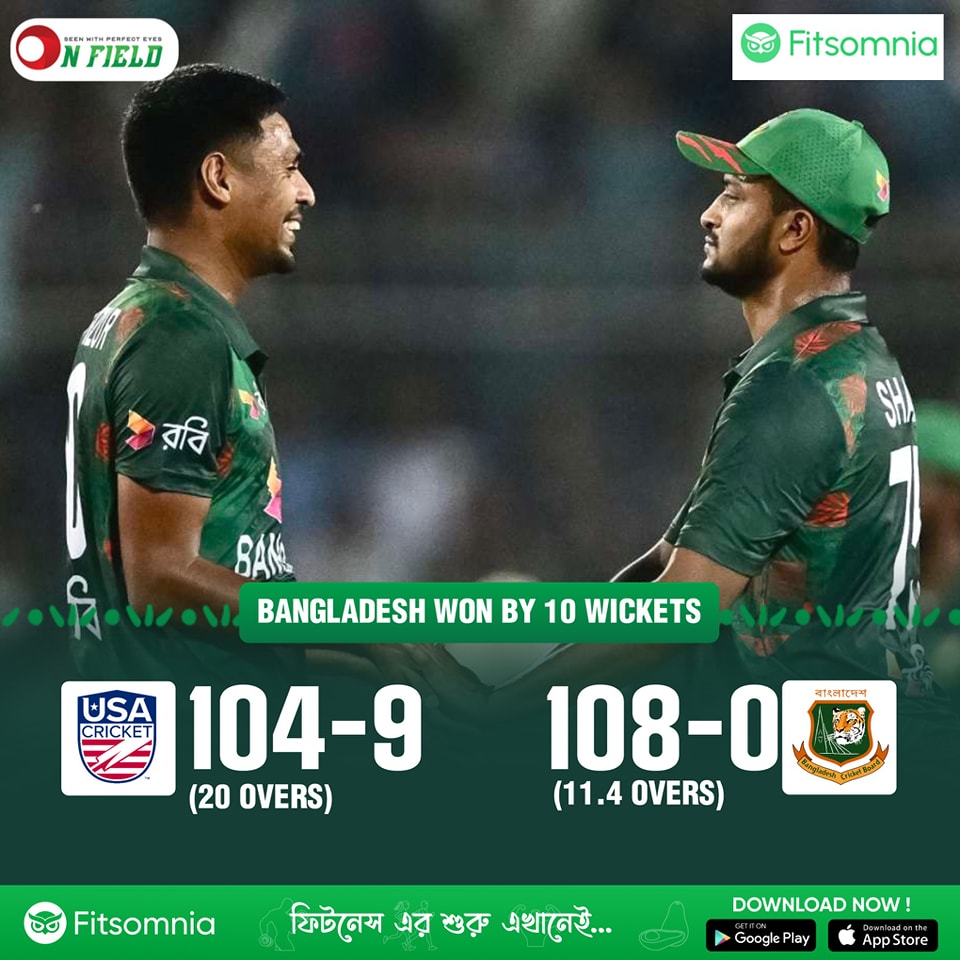 SEEN WITH PERFECT EYES
ON FIELD
Fitsomnia
রবি
SHA
BANGLADESH WON BY 10 WICKETS
USA
CRICKET
104-9
(20 OVERS)
108-0
(11.4 OVERS)
বাংলাদেশ
Bangladesh Cricket Board
Fitsomnia
ফিটনেস এর শুরু এখানেই...
DOWNLOAD NOW !
GET IT ON
Google Play
Download on the
App Store